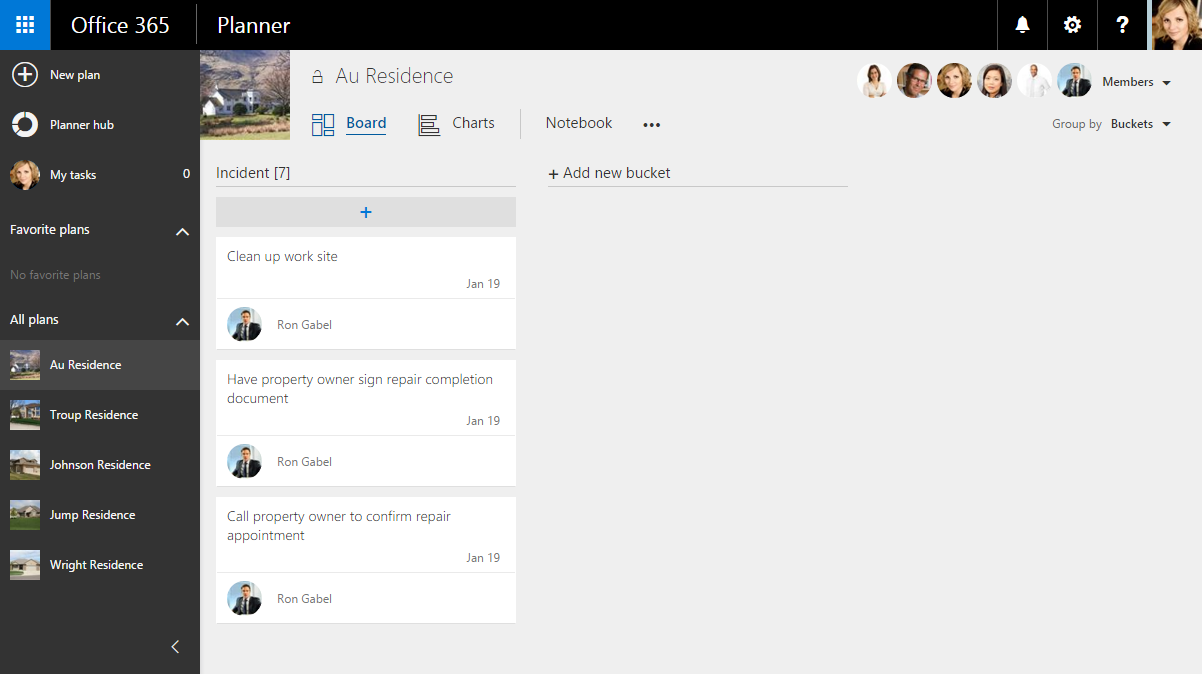 Office 365
Planner
?
New plan
Planner hub
My tasks 0
Favorite plans
No favorite plans
All plans
Au Residence
Troup Residence
Johnson Residence
Jump Residence
Wright Residence
Au Residence
Members
Board
Charts
Notebook
•••
Group by Buckets
Incident [7]
+
+ Add new bucket
Clean up work site
Jan 19
Ron Gabel
Have property owner sign repair completion
document
Jan 19
Ron Gabel
Call property owner to confirm repair
appointment
Jan 19
Ron Gabel